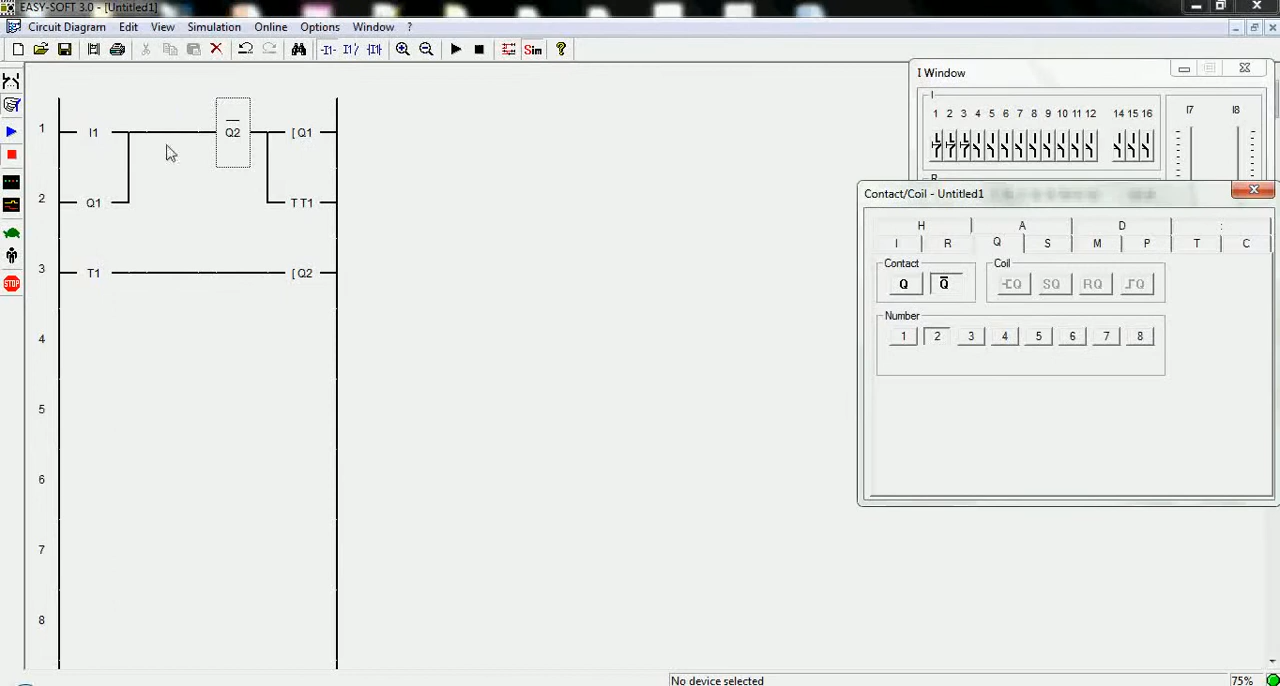 EASY-SOFT 3.0 - [Untitled1]
Circuit Diagram Edit View Simulation Online Options Window ?
Sim
STOP
1 I1 Q2 [ Q1
2 Q1 T T1
3 T1 [ Q2
4
5
6
7
8
I Window
I
1 2 3 4 5 6 7 8 9 10 11 12 14 15 16
I7 I8
R
Contact/Coil - Untitled1
H A D :
I R Q S M P T C
Contact Coil
Q Q̅ Q SQ RQ Q
Number
1 2 3 4 5 6 7 8
No device selected
75%